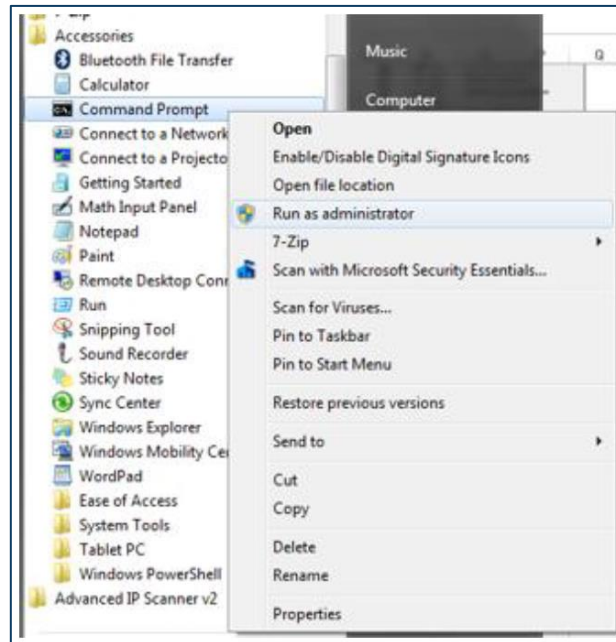 7-Zip
Accessories
Bluetooth File Transfer
Calculator
Command Prompt
Connect to a Network
Connect to a Projecto
Getting Started
Math Input Panel
Notepad
Paint
Remote Desktop Con
Run
Snipping Tool
Sound Recorder
Sticky Notes
Sync Center
Windows Explorer
Windows Mobility Ce
WordPad
Ease of Access
System Tools
Tablet PC
Windows PowerShell
Advanced IP Scanner v2
Music
Computer
Open
Enable/Disable Digital Signature Icons
Open file location
Run as administrator
7-Zip
Scan with Microsoft Security Essentials...
Scan for Viruses...
Pin to Taskbar
Pin to Start Menu
Restore previous versions
Send to
Cut
Copy
Delete
Rename
Properties